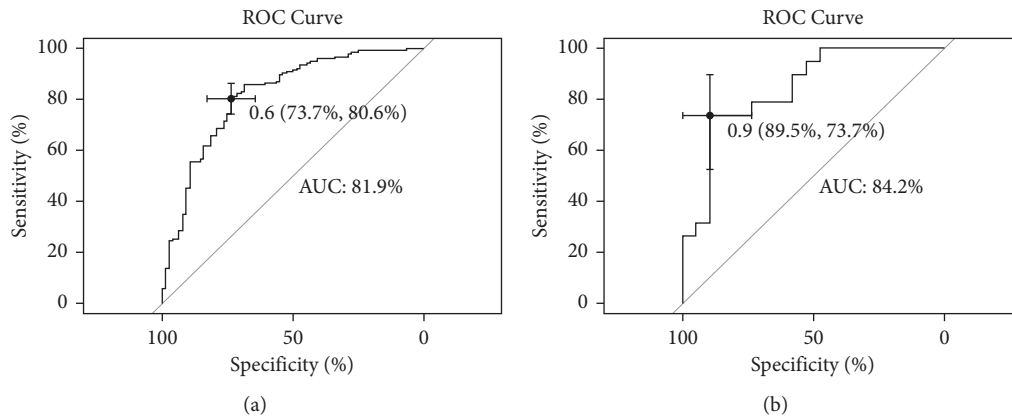 ROC Curve
100
80
60
40
20
0
Sensitivity (%)
0.6 (73.7%, 80.6%)
AUC: 81.9%
100
50
0
Specificity (%)
(a)
ROC Curve
100
80
60
40
20
0
Sensitivity (%)
0.9 (89.5%, 73.7%)
AUC: 84.2%
100
50
0
Specificity (%)
(b)